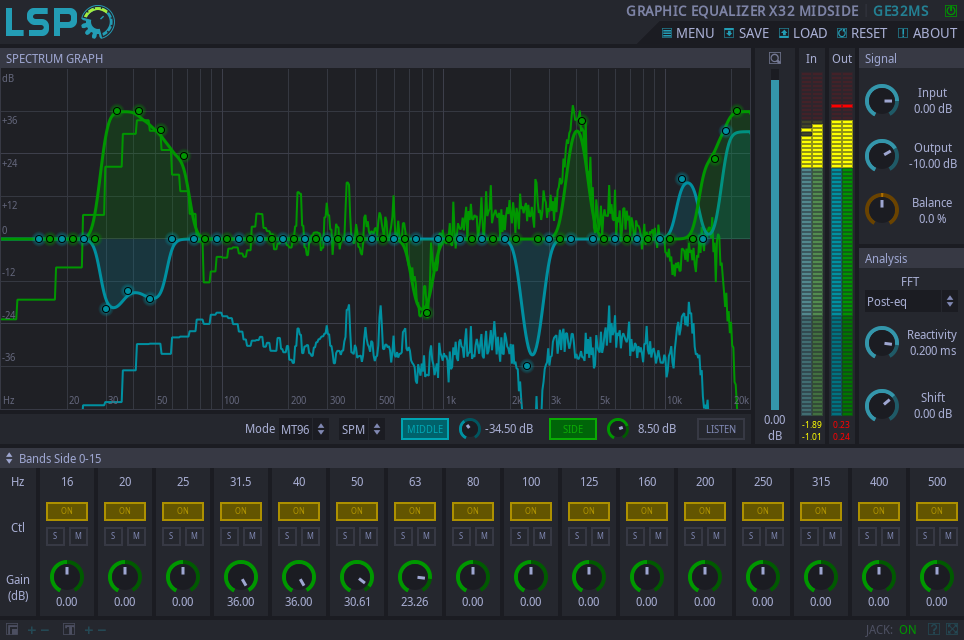 LSP
GRAPHIC EQUALIZER X32 MIDSIDE GE32MS
MENU SAVE LOAD RESET ABOUT
SPECTRUM GRAPH
dB
+36
+24
+12
0
-12
-24
-36
Hz 20 30 50 100 200 300 500 1k 2k 3k 5k 10k 20k
0.00
dB
In Out
-1.89 0.23
-1.01 0.24
Signal
Input
0.00 dB
Output
-10.00 dB
Balance
0.0 %
Analysis
FFT
Post-eq
Reactivity
0.200 ms
Shift
0.00 dB
Mode MT96 SPM MIDDLE -34.50 dB SIDE 8.50 dB LISTEN
Bands Side 0-15
Hz 16 20 25 31.5 40 50 63 80 100 125 160 200 250 315 400 500
ON ON ON ON ON ON ON ON ON ON ON ON ON ON ON ON
Ctl
S M S M S M S M S M S M S M S M S M S M S M S M S M S M S M S M
Gain
(dB)
0.00 0.00 0.00 36.00 36.00 30.61 23.26 0.00 0.00 0.00 0.00 0.00 0.00 0.00 0.00 0.00
+ − T + − JACK: ON ?